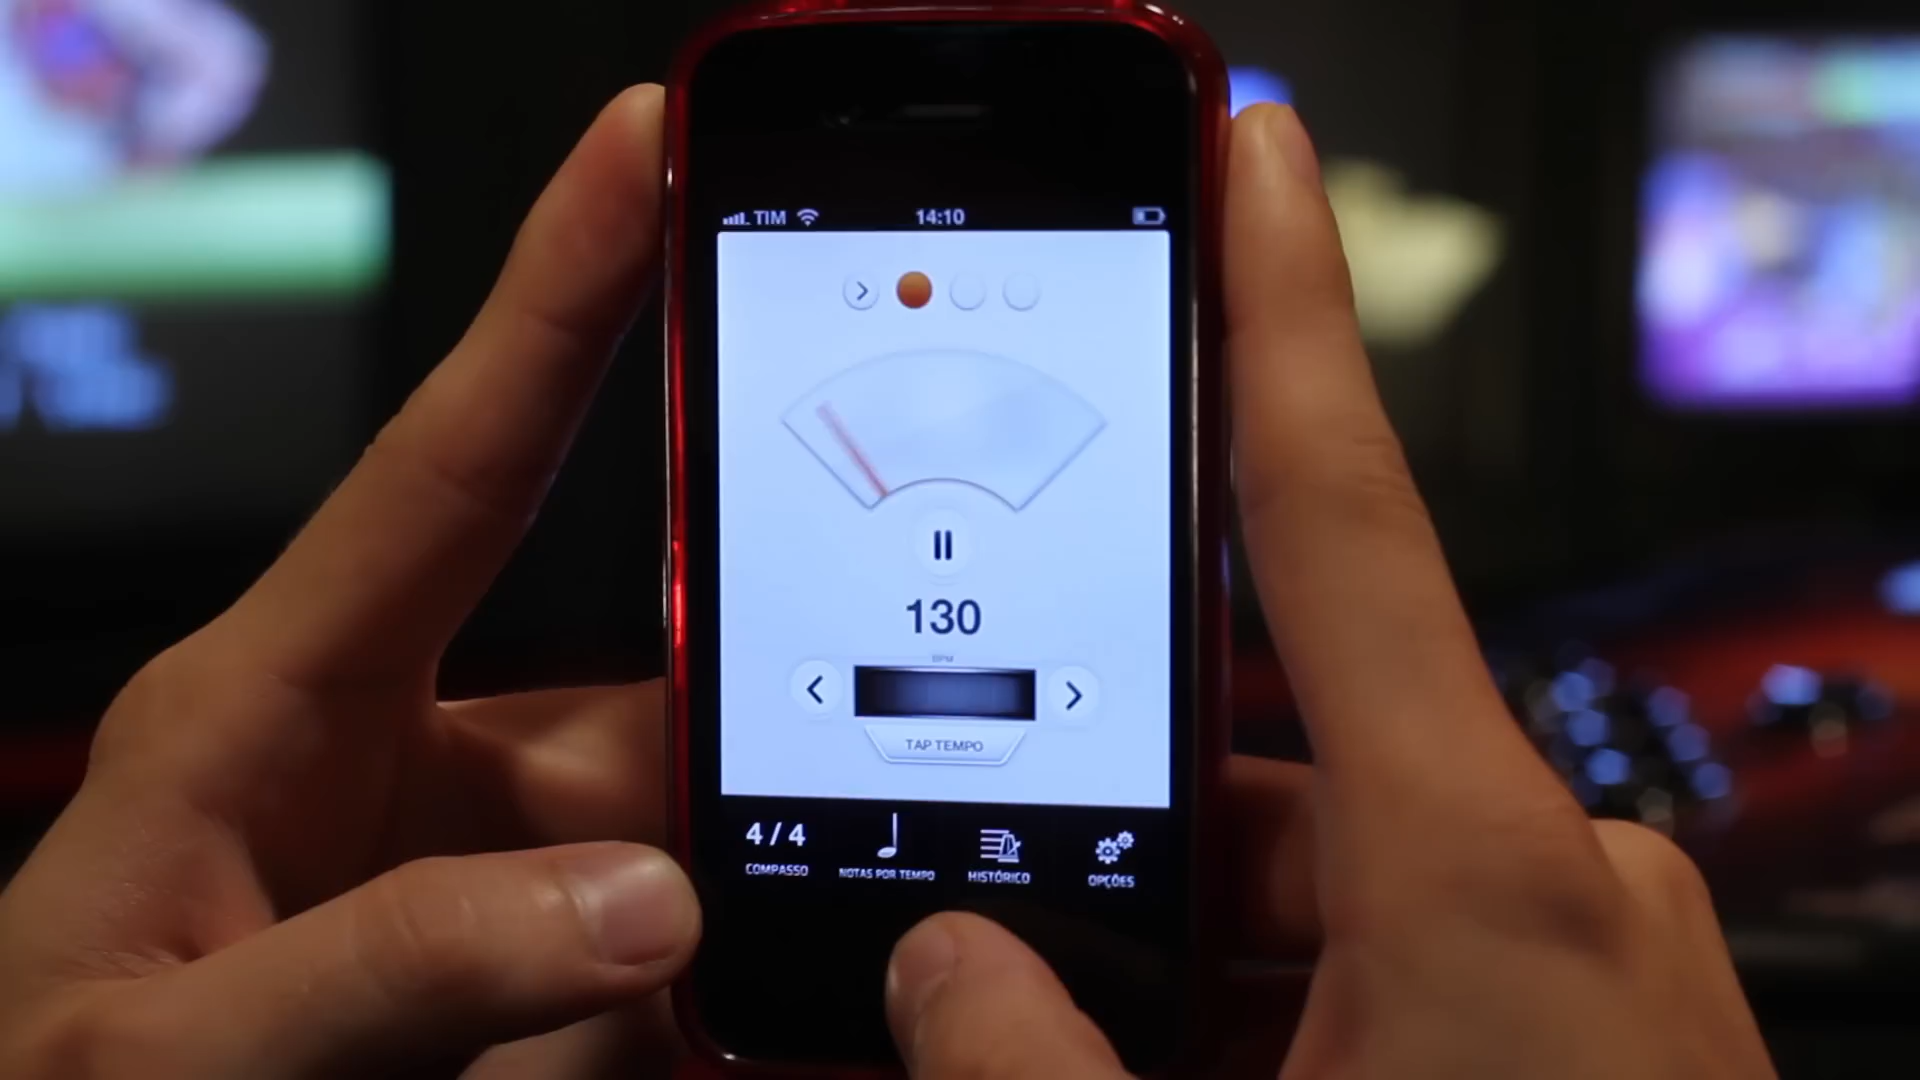 TIM 14:10
130
BPM
TAP TEMPO
4/4
COMPASSO
NOTAS POR TEMPO
HISTÓRICO
OPÇÕES